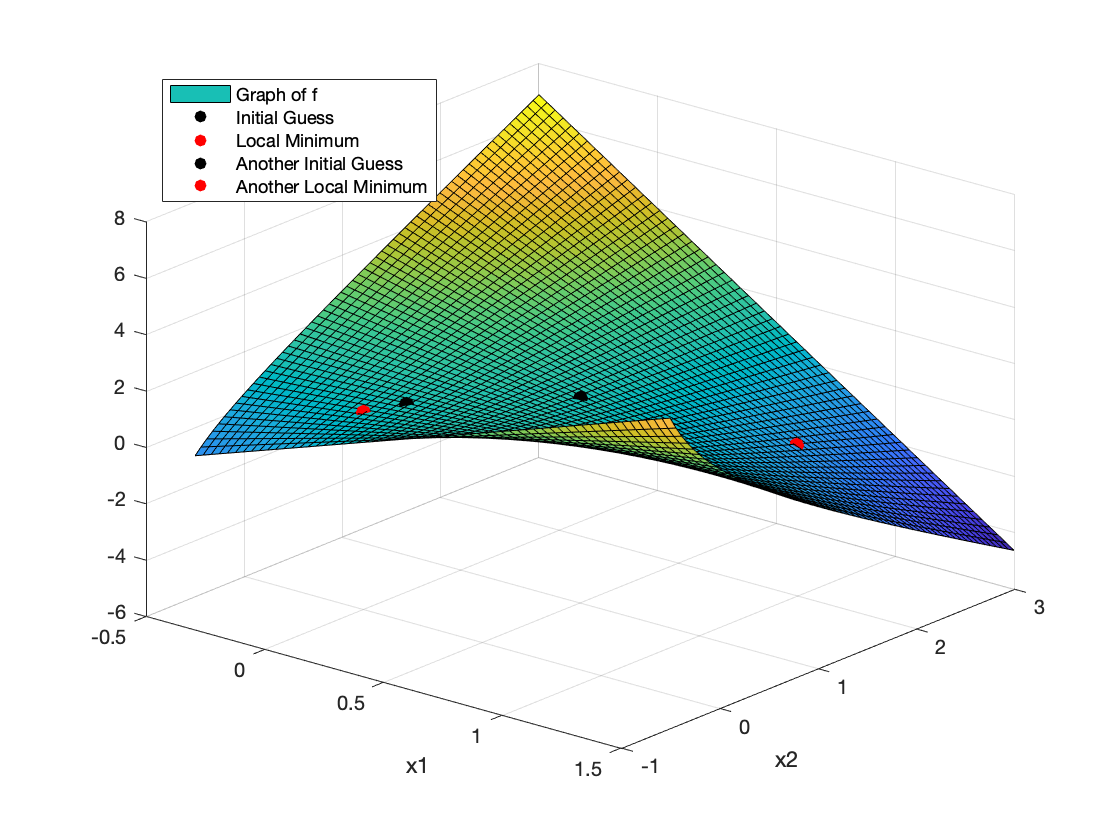 Graph of f
Initial Guess
Local Minimum
Another Initial Guess
Another Local Minimum
8
6
4
2
0
-2
-4
-6
-0.5
0
0.5
1
1.5
x1
-1
0
1
2
3
x2